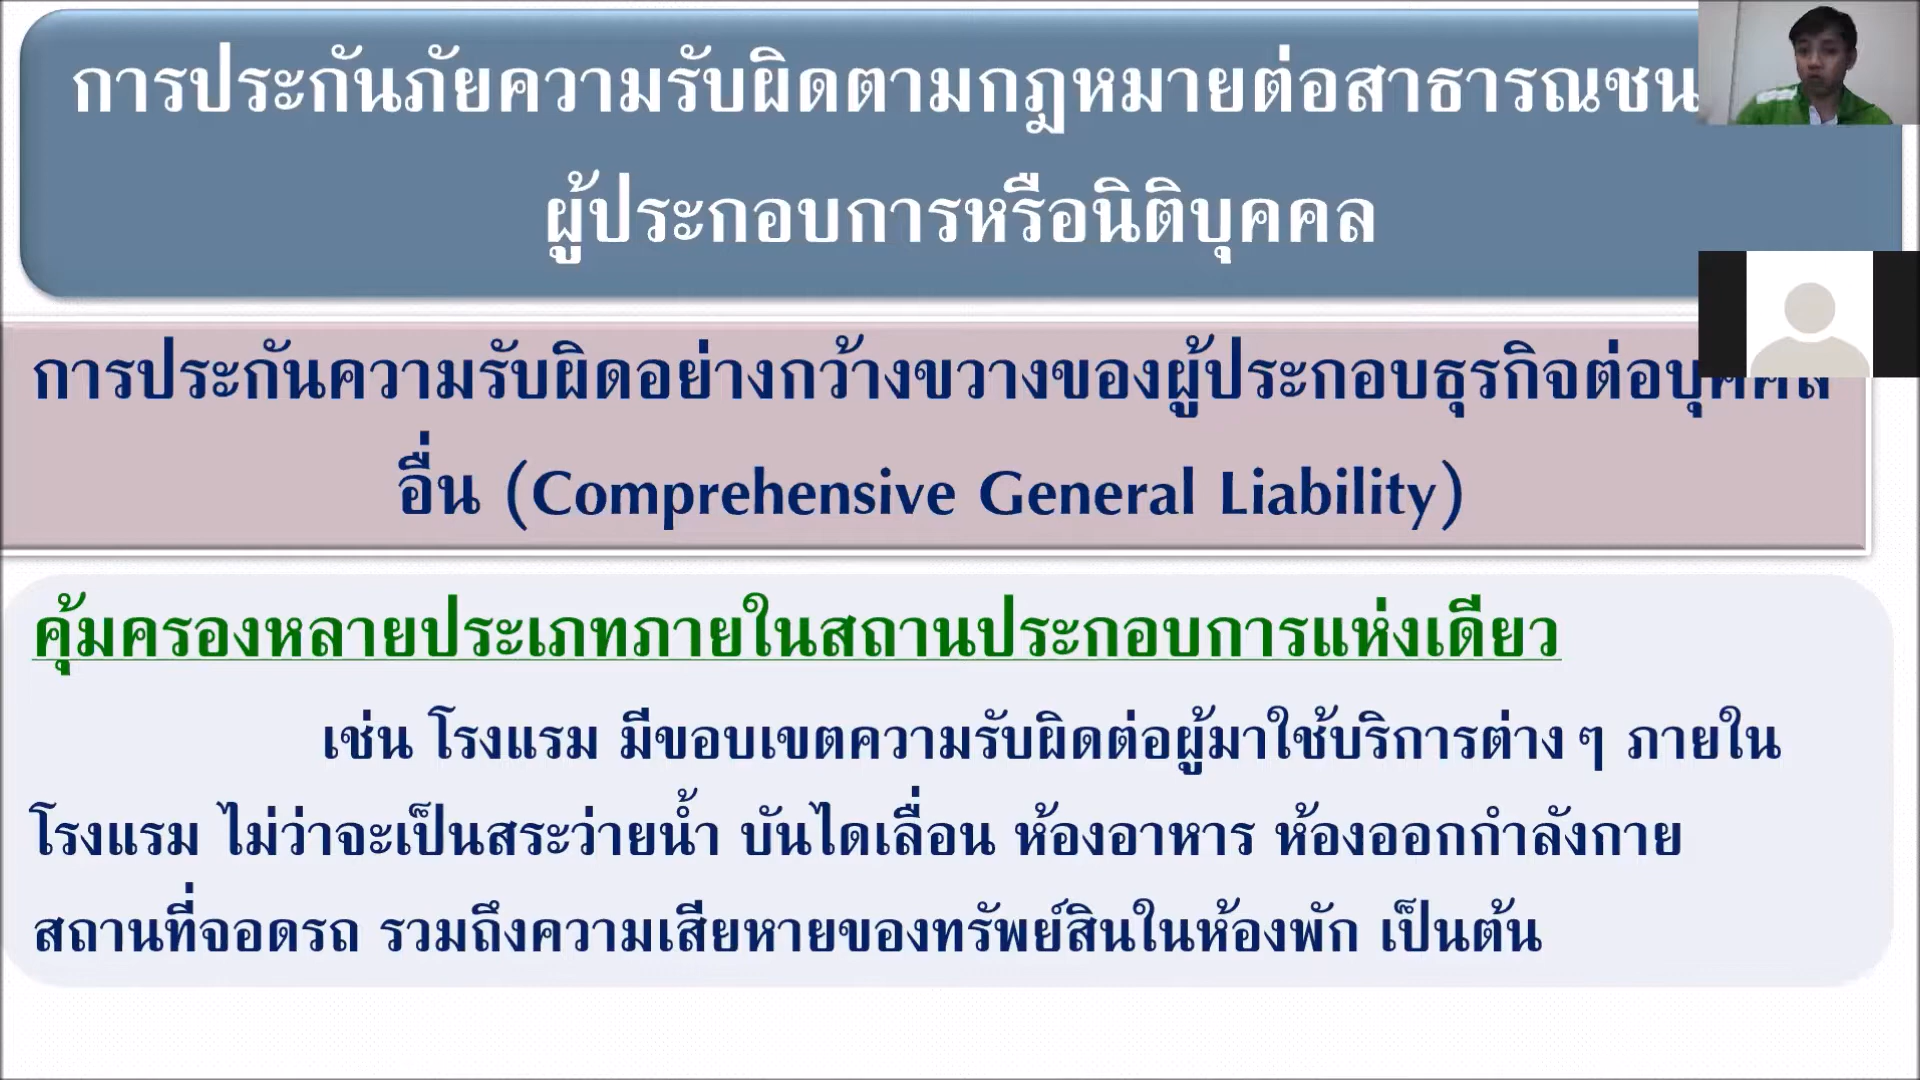 การประกันภัยความรับผิดตามกฎหมายต่อสาธารณชน
ผู้ประกอบการหรือนิติบุคคล
การประกันความรับผิดอย่างกว้างขวางของผู้ประกอบธุรกิจต่อบุคคล
อื่น (Comprehensive General Liability)
คุ้มครองหลายประเภทภายในสถานประกอบการแห่งเดียว
เช่น โรงแรม มีขอบเขตความรับผิดต่อผู้มาใช้บริการต่าง ๆ ภายใน
โรงแรม ไม่ว่าจะเป็นสระว่ายน้ำ บันไดเลื่อน ห้องอาหาร ห้องออกกำลังกาย
สถานที่จอดรถ รวมถึงความเสียหายของทรัพย์สินในห้องพัก เป็นต้น